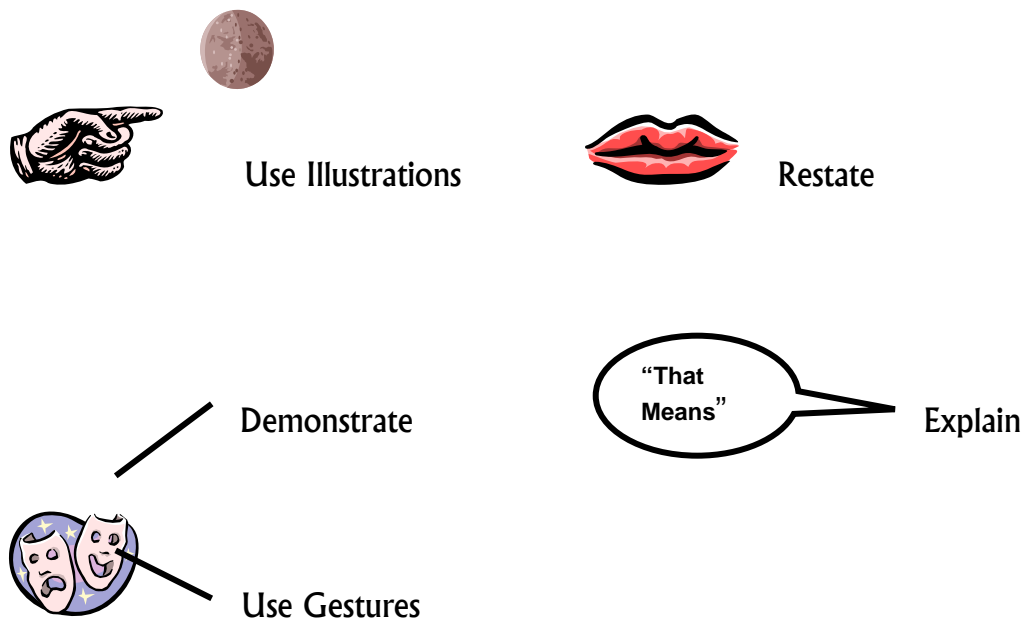 Use Illustrations
Restate
“That
Means”
Demonstrate
Explain
Use Gestures